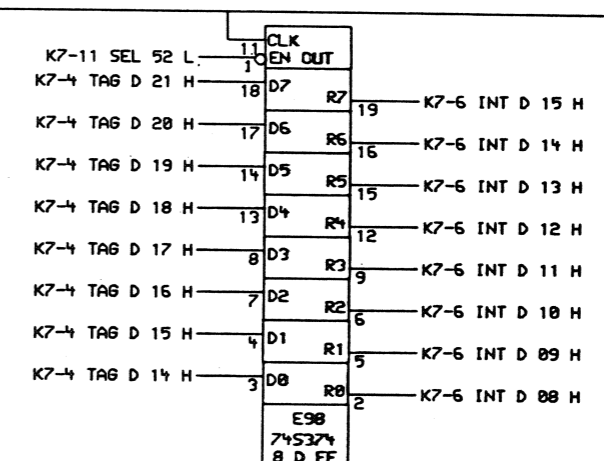 CLK
11
K7-11 SEL 52 L
1
EN OUT
K7-4 TAG D 21 H
18
D7
R7
19
K7-6 INT D 15 H
K7-4 TAG D 20 H
17
D6
R6
16
K7-6 INT D 14 H
K7-4 TAG D 19 H
14
D5
R5
15
K7-6 INT D 13 H
K7-4 TAG D 18 H
13
D4
R4
12
K7-6 INT D 12 H
K7-4 TAG D 17 H
8
D3
R3
9
K7-6 INT D 11 H
K7-4 TAG D 16 H
7
D2
R2
6
K7-6 INT D 10 H
K7-4 TAG D 15 H
4
D1
R1
5
K7-6 INT D 09 H
K7-4 TAG D 14 H
3
D0
R0
2
K7-6 INT D 08 H
E98
74S374
8 D FF